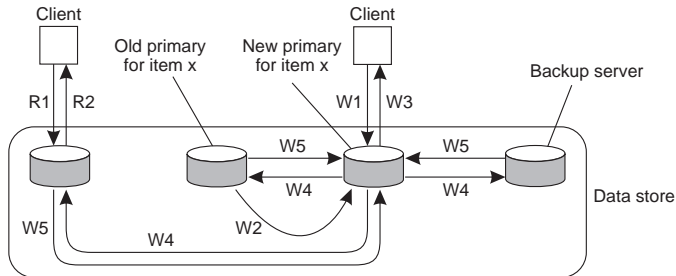 Client
Client
Old primary
for item x
New primary
for item x
Backup server
R1
R2
W1
W3
W5
W5
W4
W4
Data store
W5
W4
W2